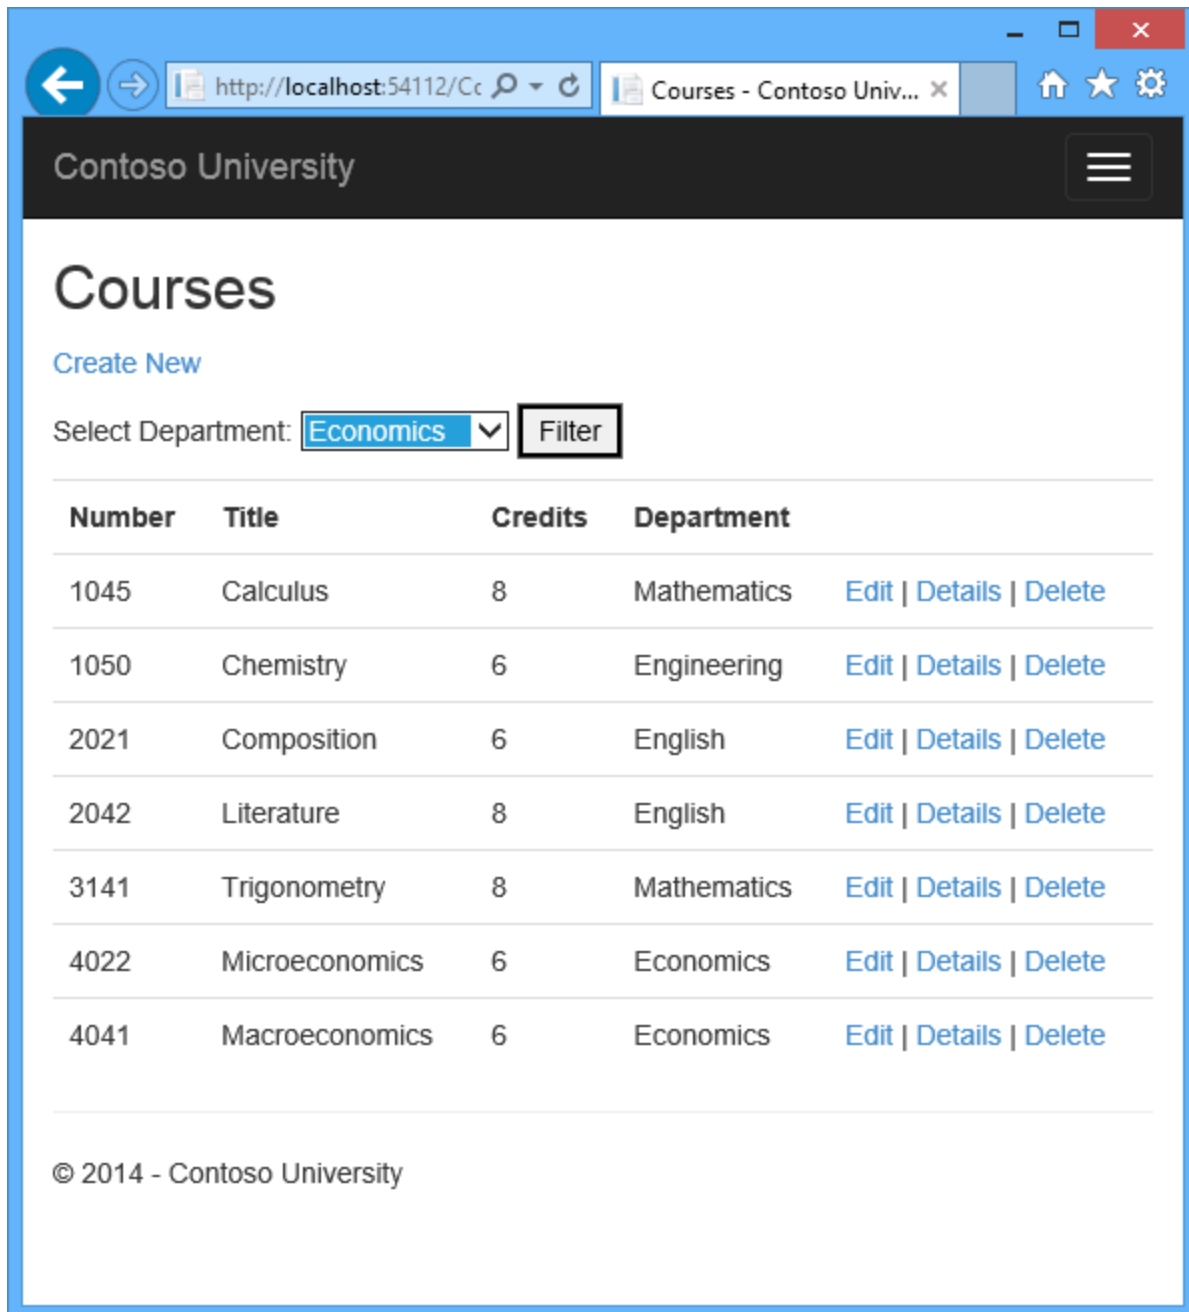 http://localhost:54112/Cc
Courses - Contoso Univ...
Contoso University
Courses
Create New
Select Department: Economics Filter
Number Title Credits Department
1045 Calculus 8 Mathematics Edit | Details | Delete
1050 Chemistry 6 Engineering Edit | Details | Delete
2021 Composition 6 English Edit | Details | Delete
2042 Literature 8 English Edit | Details | Delete
3141 Trigonometry 8 Mathematics Edit | Details | Delete
4022 Microeconomics 6 Economics Edit | Details | Delete
4041 Macroeconomics 6 Economics Edit | Details | Delete
© 2014 - Contoso University